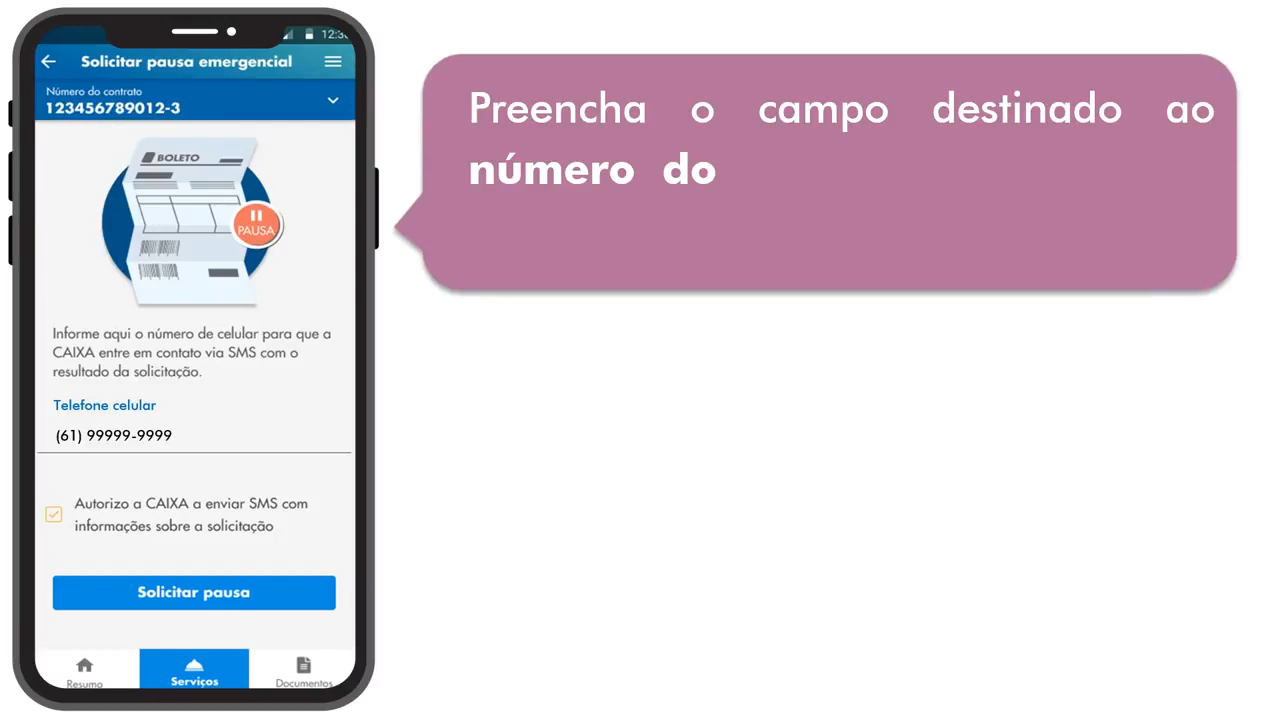 12:30
Solicitar pausa emergencial
Número do contrato
123456789012-3
BOLETO
PAUSA
Informe aqui o número de celular para que a
CAIXA entre em contato via SMS com o
resultado da solicitação.
Telefone celular
(61) 99999-9999
Autorizo a CAIXA a enviar SMS com
informações sobre a solicitação
Solicitar pausa
Resumo
Serviços
Documentos
Preencha o campo destinado ao
número do